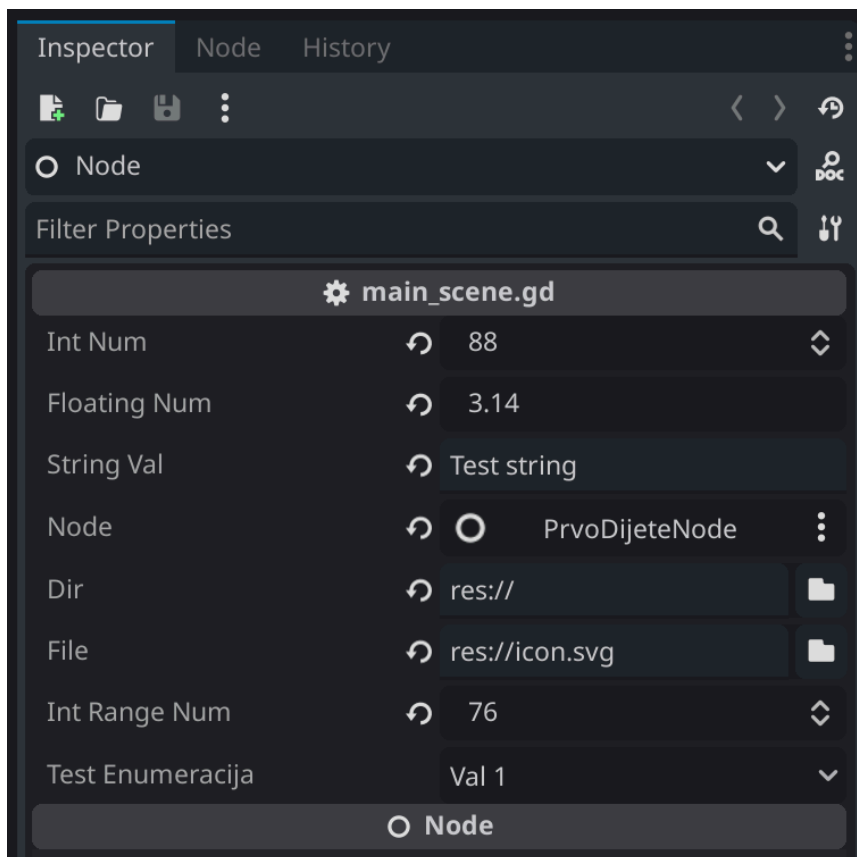 Inspector Node History
Node
DOC
Filter Properties
main_scene.gd
Int Num 88
Floating Num 3.14
String Val Test string
Node PrvoDijeteNode
Dir res://
File res://icon.svg
Int Range Num 76
Test Enumeracija Val 1
Node